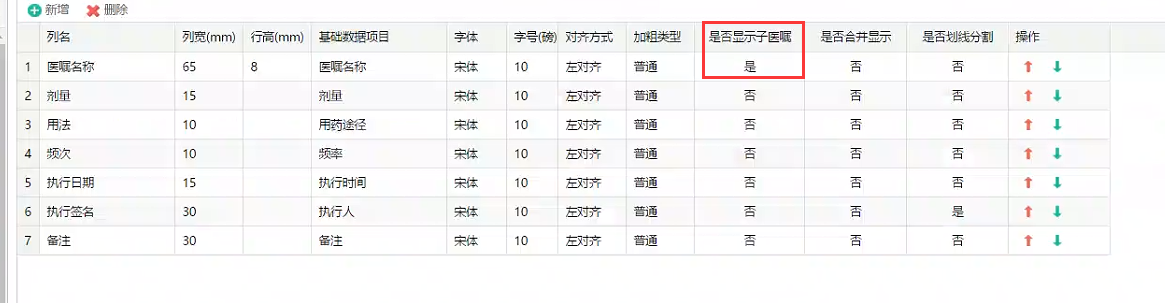 新增 删除
列名 列宽(mm) 行高(mm) 基础数据项目 字体 字号(磅) 对齐方式 加粗类型 是否显示子医嘱 是否合并显示 是否划线分割 操作
1 医嘱名称 65 8 医嘱名称 宋体 10 左对齐 普通 是 否 否
2 剂量 15 剂量 宋体 10 左对齐 普通 否 否 否
3 用法 10 用药途径 宋体 10 左对齐 普通 否 否 否
4 频次 10 频率 宋体 10 左对齐 普通 否 否 否
5 执行日期 15 执行时间 宋体 10 左对齐 普通 否 否 否
6 执行签名 30 执行人 宋体 10 左对齐 普通 否 否 是
7 备注 30 备注 宋体 10 左对齐 普通 否 否 否